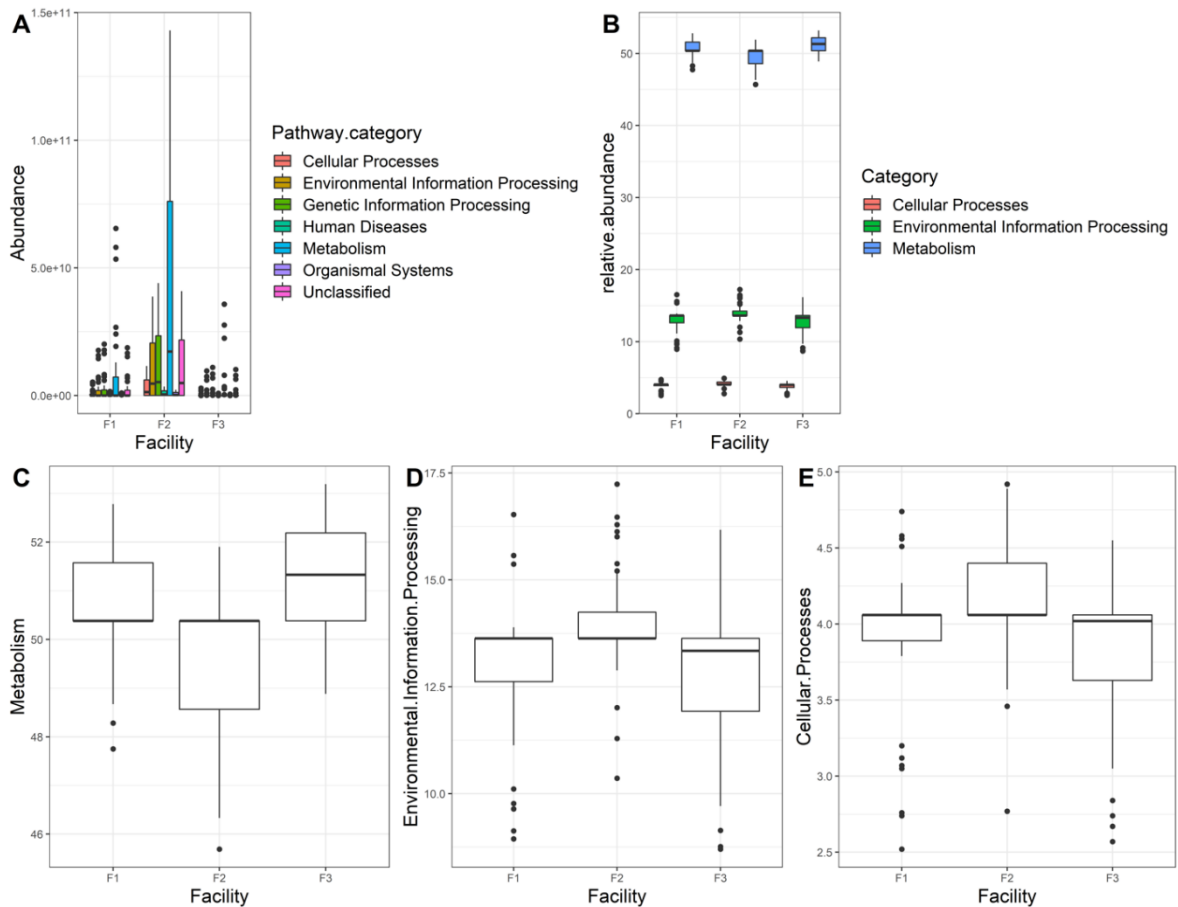 A
1.5e+11
1.0e+11
5.0e+10
0.0e+00
Abundance
F1 F2 F3
Facility
Pathway.category
Cellular Processes
Environmental Information Processing
Genetic Information Processing
Human Diseases
Metabolism
Organismal Systems
Unclassified
B
50
40
30
20
10
0
relative.abundance
F1 F2 F3
Facility
Category
Cellular Processes
Environmental Information Processing
Metabolism
C
52
50
48
46
Metabolism
F1 F2 F3
Facility
D
17.5
15.0
12.5
10.0
Environmental.Information.Processing
F1 F2 F3
Facility
E
5.0
4.5
4.0
3.5
3.0
2.5
Cellular.Processes
F1 F2 F3
Facility